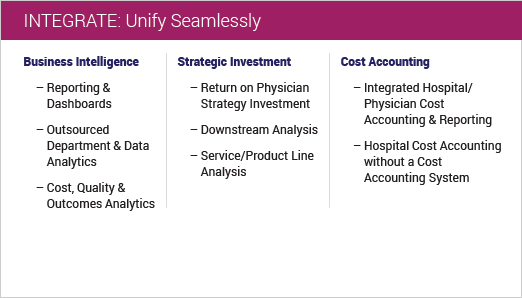 INTEGRATE: Unify Seamlessly
Business Intelligence
– Reporting &
Dashboards
– Outsourced
Department & Data
Analytics
– Cost, Quality &
Outcomes Analytics
Strategic Investment
– Return on Physician
Strategy Investment
– Downstream Analysis
– Service/Product Line
Analysis
Cost Accounting
– Integrated Hospital/
Physician Cost
Accounting & Reporting
– Hospital Cost Accounting
without a Cost
Accounting System